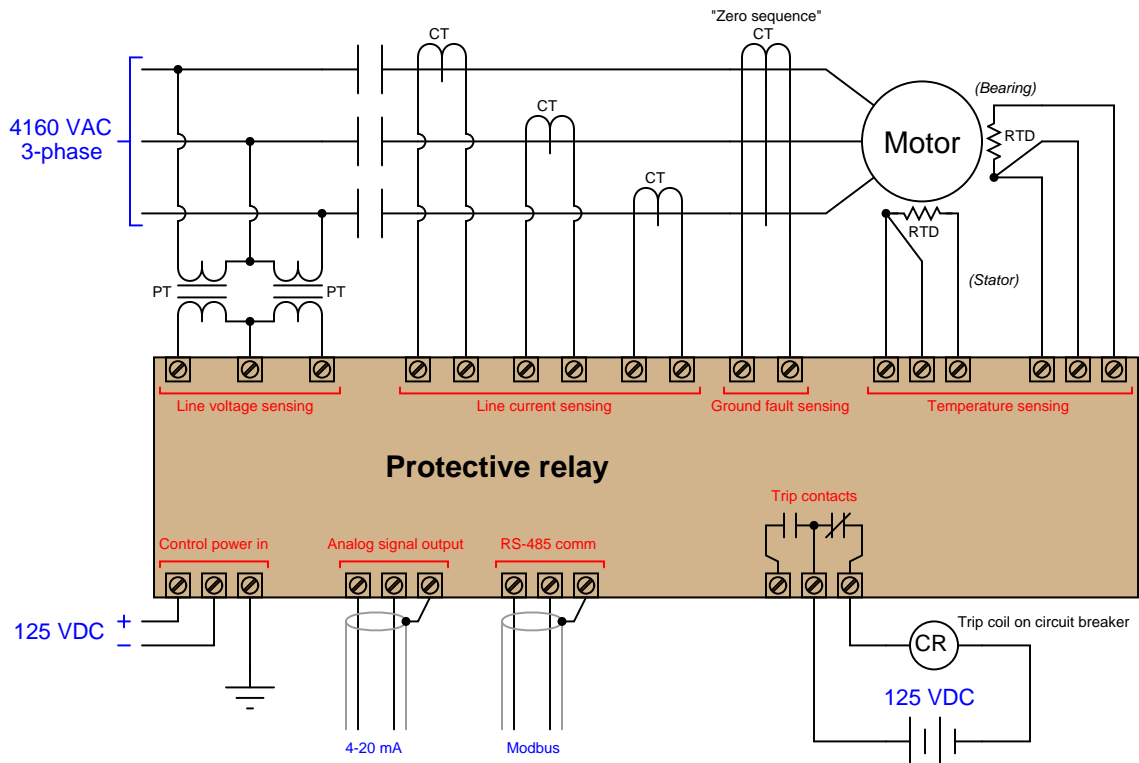 "Zero sequence"
CT
CT
CT
CT
4160 VAC
3-phase
(Bearing)
RTD
Motor
RTD
(Stator)
PT
PT
Line voltage sensing
Line current sensing
Ground fault sensing
Temperature sensing
Protective relay
Trip contacts
Control power in
Analog signal output
RS-485 comm
125 VDC
+
–
4-20 mA
Modbus
Trip coil on circuit breaker
CR
125 VDC